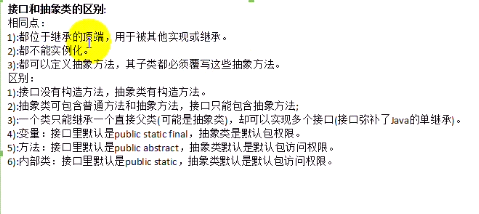 接口和抽象类的区别:
相同点：
1):都位于继承的顶端，用于被其他实现或继承。
2):都不能实例化。
3):都可以定义抽象方法，其子类都必须覆写这些抽象方法。
区别：
1):接口没有构造方法，抽象类有构造方法。
2):抽象类可包含普通方法和抽象方法，接口只能包含抽象方法;
3):一个类只能继承一个直接父类(可能是抽象类)，却可以实现多个接口(接口弥补了Java的单继承)。
4):变量：接口里默认是public static final，抽象类是默认包权限。
5):方法：接口里默认是public abstract，抽象类默认是默认包访问权限。
6):内部类：接口里默认是public static，抽象类默认是默认包访问权限。